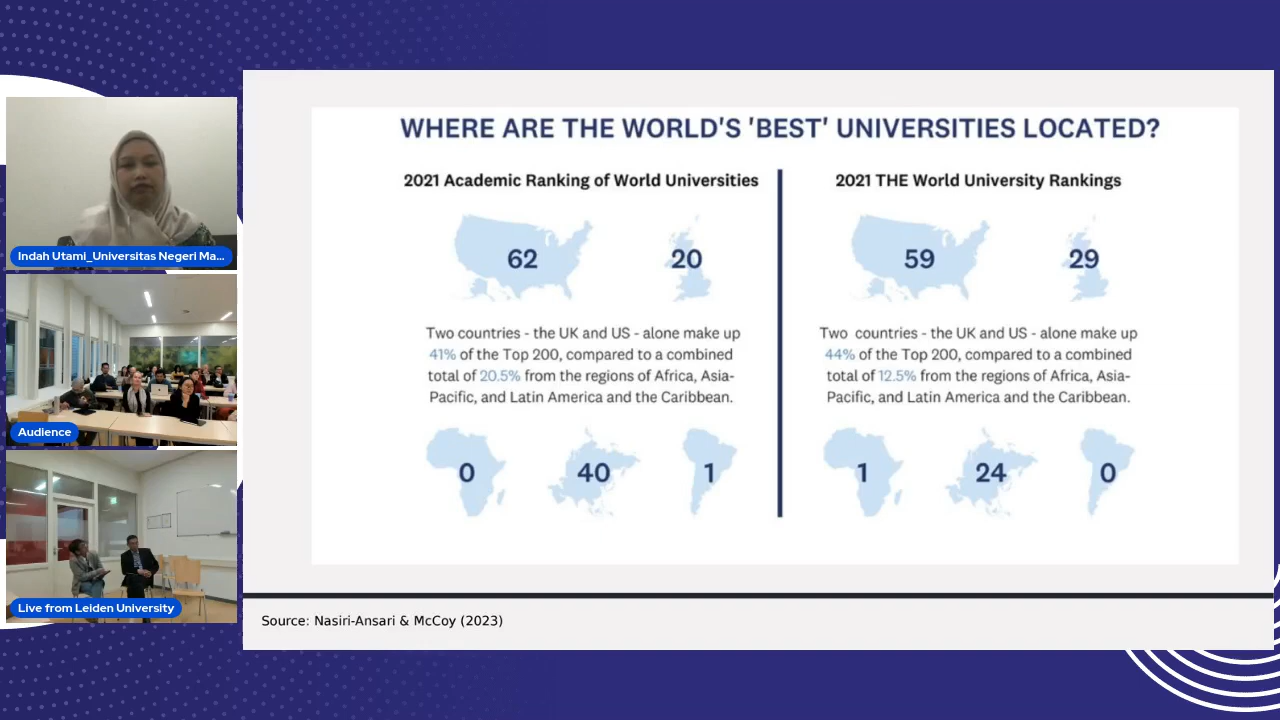 Indah Utami_Universitas Negeri Ma...
Audience
Live from Leiden University
WHERE ARE THE WORLD'S 'BEST' UNIVERSITIES LOCATED?
2021 Academic Ranking of World Universities
62
20
Two countries - the UK and US - alone make up
41% of the Top 200, compared to a combined
total of 20.5% from the regions of Africa, Asia-
Pacific, and Latin America and the Caribbean.
0
40
1
2021 THE World University Rankings
59
29
Two countries - the UK and US - alone make up
44% of the Top 200, compared to a combined
total of 12.5% from the regions of Africa, Asia-
Pacific, and Latin America and the Caribbean.
1
24
0
Source: Nasiri-Ansari & McCoy (2023)